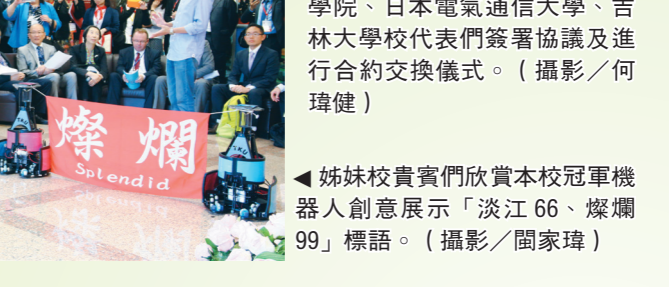 學院、日本電氣通信大學、吉
林大學校代表們簽署協議及進
行合約交換儀式。（攝影／何
瑋健）
燦爛
Splendid
TKU
◀姊妹校貴賓們欣賞本校冠軍機
器人創意展示「淡江 66、燦爛
99」標語。（攝影／閩家瑋）